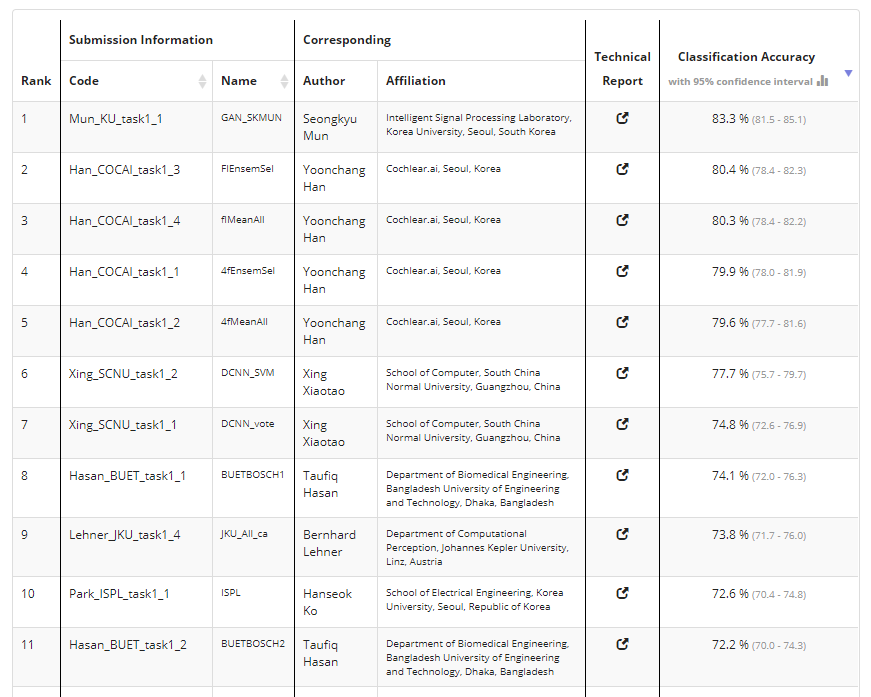 Submission Information Corresponding
Technical Report
Classification Accuracy
with 95% confidence interval
Rank Code Name Author Affiliation
1 Mun_KU_task1_1 GAN_SKMUN Seongkyu Mun Intelligent Signal Processing Laboratory, Korea University, Seoul, South Korea 83.3 % (81.5 - 85.1)
2 Han_COCAI_task1_3 FlEnsemSel Yoonchang Han Cochlear.ai, Seoul, Korea 80.4 % (78.4 - 82.3)
3 Han_COCAI_task1_4 flMeanAll Yoonchang Han Cochlear.ai, Seoul, Korea 80.3 % (78.4 - 82.2)
4 Han_COCAI_task1_1 4fEnsemSel Yoonchang Han Cochlear.ai, Seoul, Korea 79.9 % (78.0 - 81.9)
5 Han_COCAI_task1_2 4fMeanAll Yoonchang Han Cochlear.ai, Seoul, Korea 79.6 % (77.7 - 81.6)
6 Xing_SCNU_task1_2 DCNN_SVM Xing Xiaotao School of Computer, South China Normal University, Guangzhou, China 77.7 % (75.7 - 79.7)
7 Xing_SCNU_task1_1 DCNN_vote Xing Xiaotao School of Computer, South China Normal University, Guangzhou, China 74.8 % (72.6 - 76.9)
8 Hasan_BUET_task1_1 BUETBOSCH1 Taufiq Hasan Department of Biomedical Engineering, Bangladesh University of Engineering and Technology, Dhaka, Bangladesh 74.1 % (72.0 - 76.3)
9 Lehner_JKU_task1_4 JKU_All_ca Bernhard Lehner Department of Computational Perception, Johannes Kepler University, Linz, Austria 73.8 % (71.7 - 76.0)
10 Park_ISPL_task1_1 ISPL Hanseok Ko School of Electrical Engineering, Korea University, Seoul, Republic of Korea 72.6 % (70.4 - 74.8)
11 Hasan_BUET_task1_2 BUETBOSCH2 Taufiq Hasan Department of Biomedical Engineering, Bangladesh University of Engineering and Technology, Dhaka, Bangladesh 72.2 % (70.0 - 74.3)